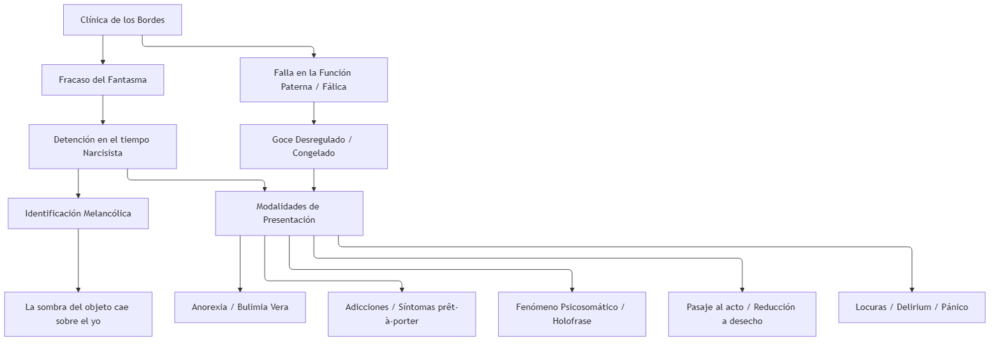 Clínica de los Bordes
Fracaso del Fantasma
Falla en la Función
Paterna / Fálica
Detención en el tiempo
Narcisista
Goce Desregulado /
Congelado
Identificación Melancólica
Modalidades de
Presentación
La sombra del objeto cae
sobre el yo
Anorexia / Bulimia Vera
Adicciones / Síntomas prêt-
à-porter
Fenómeno Psicosomático /
Holofrase
Pasaje al acto / Reducción
a desecho
Locuras / Delirium / Pánico